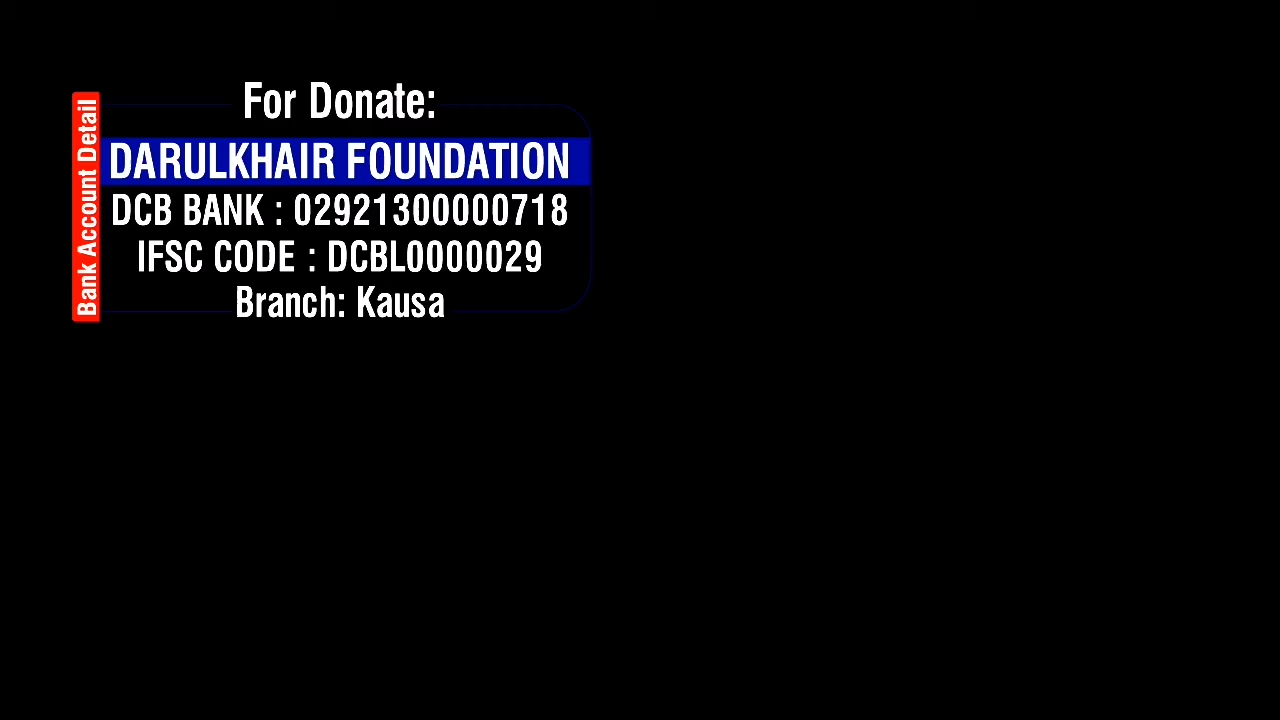 For Donate:
Bank Account Detail
DARULKHAIR FOUNDATION
DCB BANK : 02921300000718
IFSC CODE : DCBL0000029
Branch: Kausa